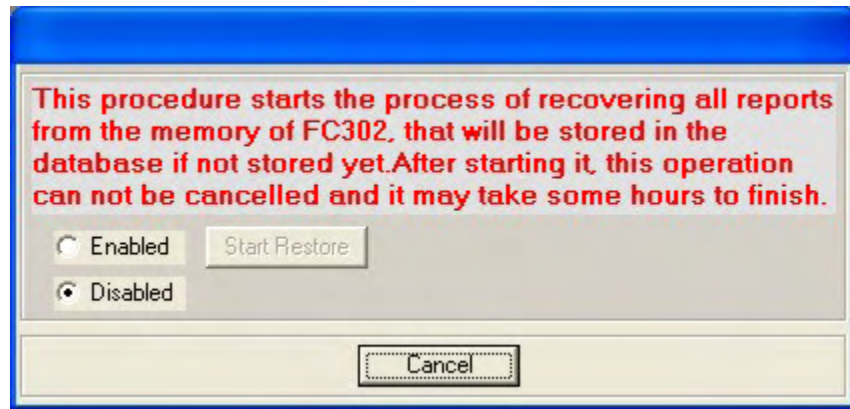 This procedure starts the process of recovering all reports
from the memory of FC302, that will be stored in the
database if not stored yet.After starting it, this operation
can not be cancelled and it may take some hours to finish.
Enabled Start Restore
Disabled
Cancel